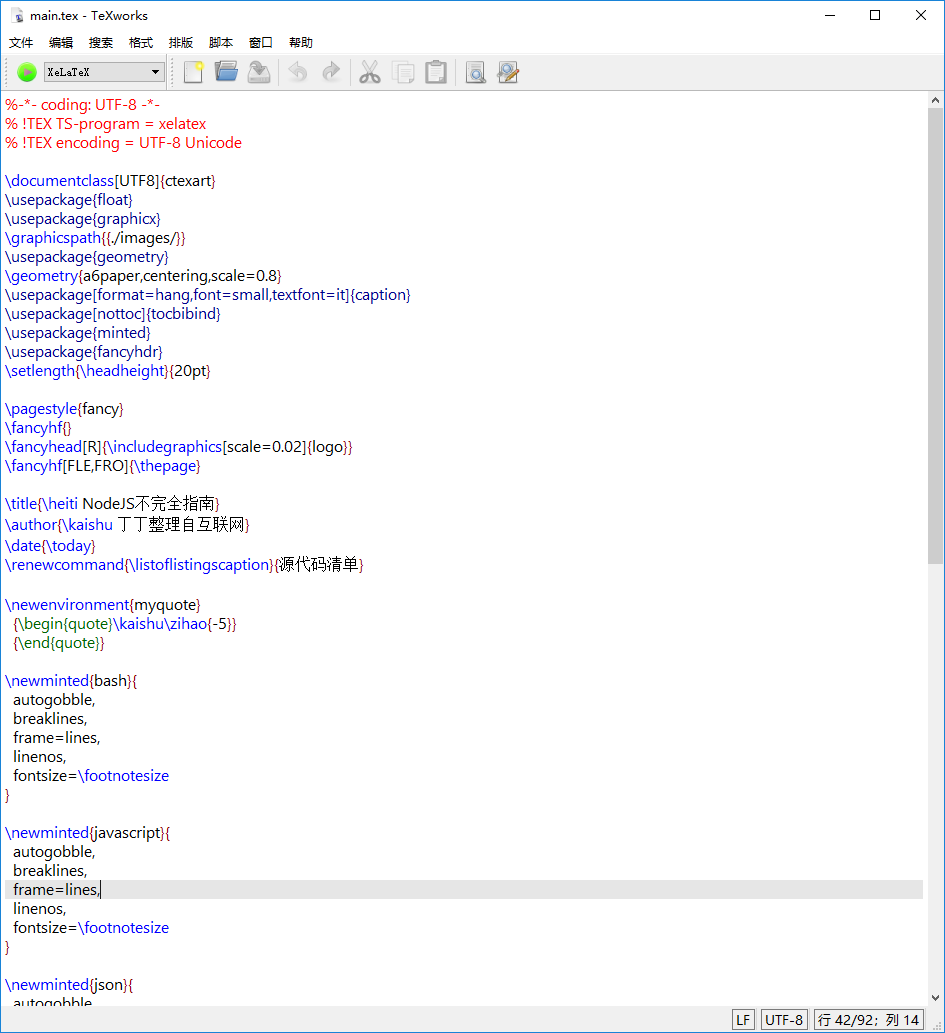 main.tex - TeXworks
文件 编辑 搜索 格式 排版 脚本 窗口 帮助
XeLaTeX
%-*- coding: UTF-8 -*-
% !TEX TS-program = xelatex
% !TEX encoding = UTF-8 Unicode
\documentclass[UTF8]{ctexart}
\usepackage{float}
\usepackage{graphicx}
\graphicspath{{./images/}}
\usepackage{geometry}
\geometry{a6paper,centering,scale=0.8}
\usepackage[format=hang,font=small,textfont=it]{caption}
\usepackage[nottoc]{tocbibind}
\usepackage{minted}
\usepackage{fancyhdr}
\setlength{\headheight}{20pt}
\pagestyle{fancy}
\fancyhf{}
\fancyhead[R]{\includegraphics[scale=0.02]{logo}}
\fancyhf[FLE,FRO]{\thepage}
\title{\heiti NodeJS不完全指南}
\author{\kaishu 丁丁整理自互联网}
\date{\today}
\renewcommand{\listoflistingscaption}{源代码清单}
\newenvironment{myquote}
{\begin{quote}\kaishu\zihao{-5}}
{\end{quote}}
\newminted{bash}{
autogobble,
breaklines,
frame=lines,
linenos,
fontsize=\footnotesize
}
\newminted{javascript}{
autogobble,
breaklines,
frame=lines,
linenos,
fontsize=\footnotesize
}
\newminted{json}{
autogobble,
LF UTF-8 行 42/92; 列 14